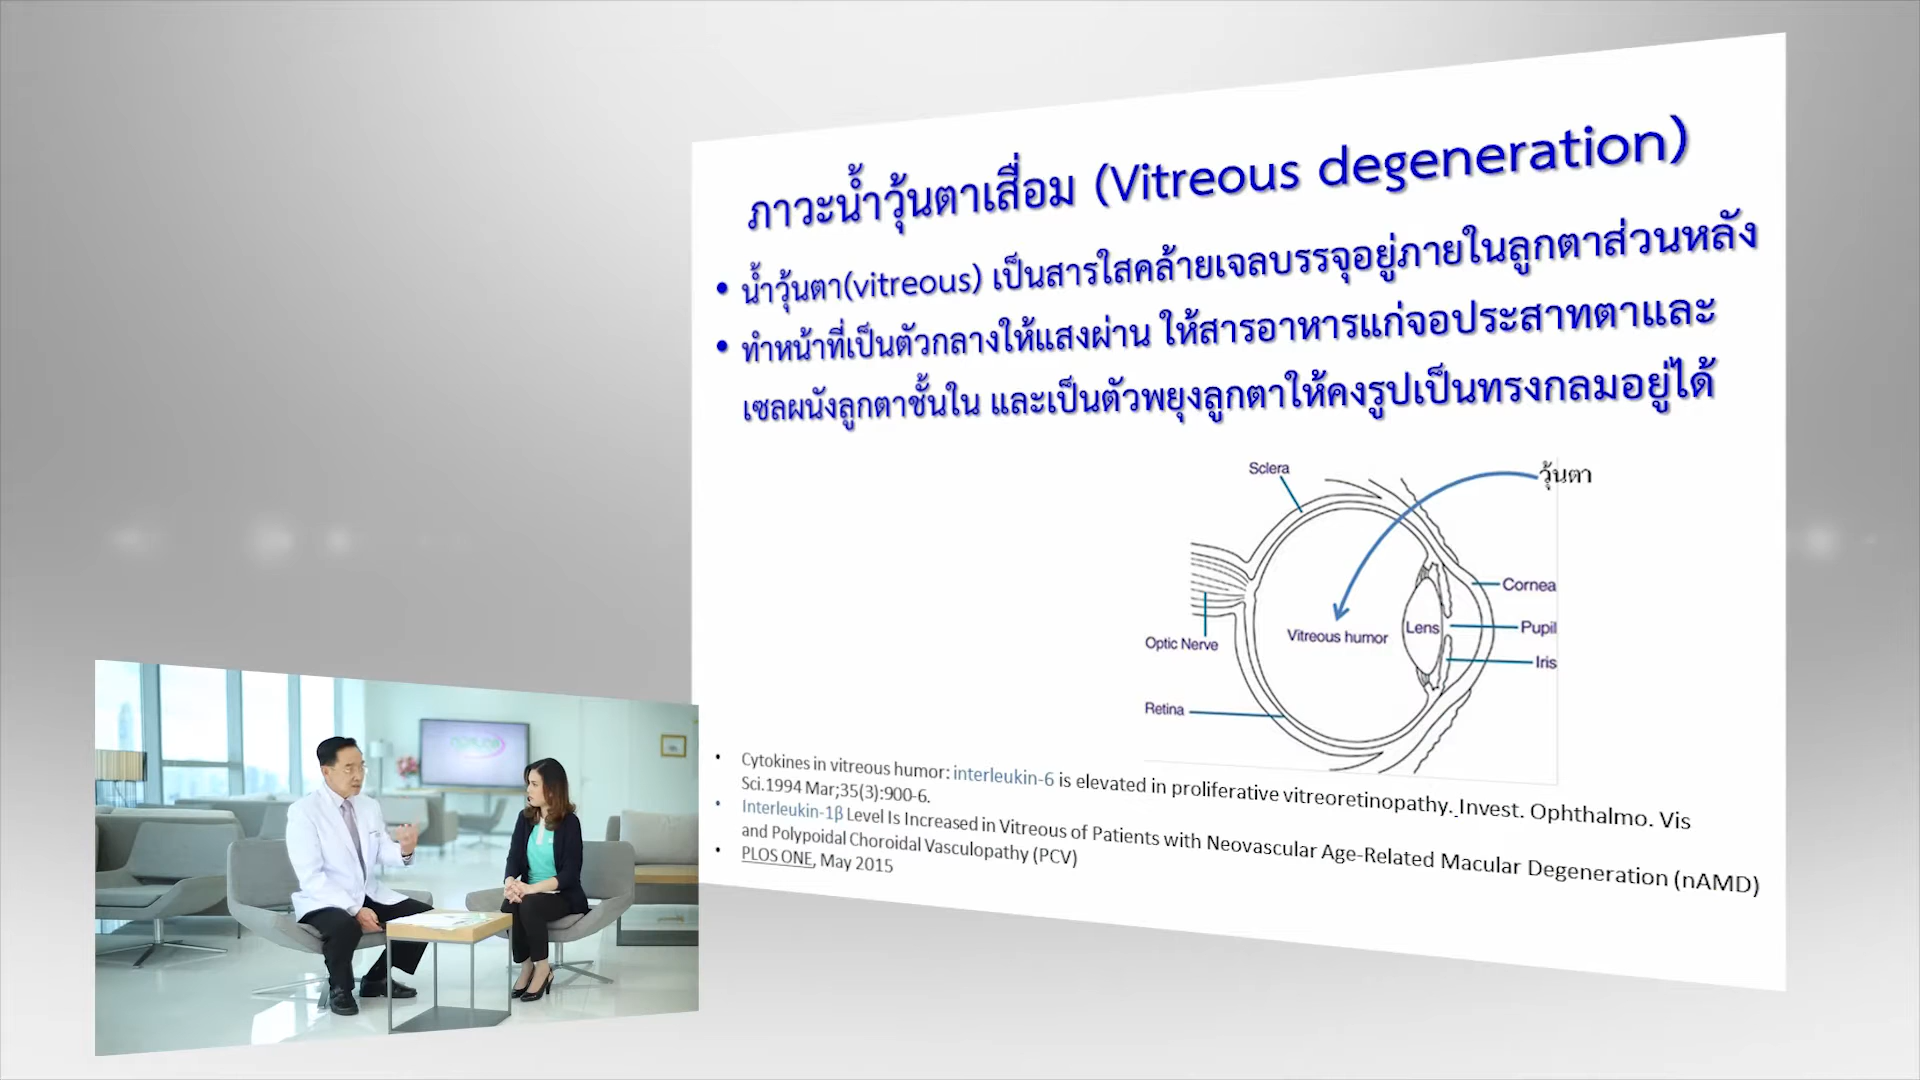 ภาวะน้ำวุ้นตาเสื่อม (Vitreous degeneration)
• น้ำวุ้นตา(vitreous) เป็นสารใสคล้ายเจลบรรจุอยู่ภายในลูกตาส่วนหลัง
• ทำหน้าที่เป็นตัวกลางให้แสงผ่าน ให้สารอาหารแก่จอประสาทตาและ
เซลผนังลูกตาชั้นใน และเป็นตัวพยุงลูกตาให้คงรูปเป็นทรงกลมอยู่ได้
Sclera
วุ้นตา
Cornea
Vitreous humor
Lens
Pupil
Optic Nerve
Iris
Retina
• Cytokines in vitreous humor: interleukin-6 is elevated in proliferative vitreoretinopathy. Invest. Ophthalmo. Vis
Sci.1994 Mar;35(3):900-6.
• Interleukin-1β Level Is Increased in Vitreous of Patients with Neovascular Age-Related Macular Degeneration (nAMD)
and Polypoidal Choroidal Vasculopathy (PCV)
• PLOS ONE, May 2015